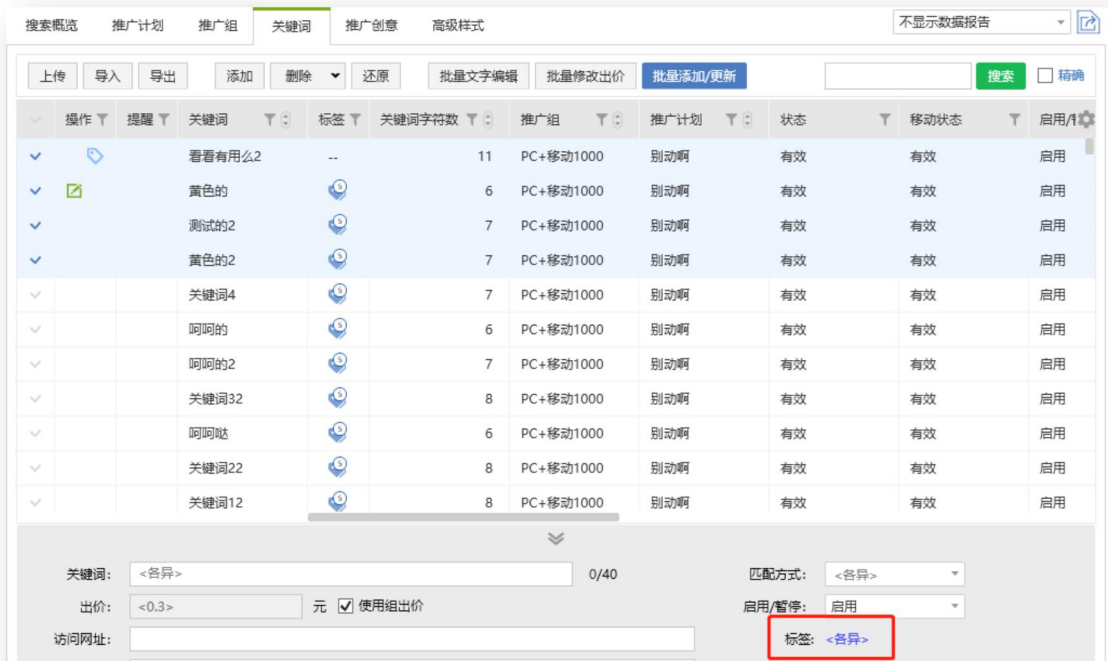 搜索概览 推广计划 推广组 关键词 推广创意 高级样式 不显示数据报告
上传 导入 导出 添加 删除 还原 批量文字编辑 批量修改出价 批量添加/更新 搜索 精确
操作 提醒 关键词 标签 关键词字符数 推广组 推广计划 状态 移动状态 启用/
看看有用么2 -- 11 PC+移动1000 别动啊 有效 有效 启用
黄色的 5 6 PC+移动1000 别动啊 有效 有效 启用
测试的2 5 7 PC+移动1000 别动啊 有效 有效 启用
黄色的2 5 7 PC+移动1000 别动啊 有效 有效 启用
关键词4 5 7 PC+移动1000 别动啊 有效 有效 启用
呵呵的 5 6 PC+移动1000 别动啊 有效 有效 启用
呵呵的2 5 7 PC+移动1000 别动啊 有效 有效 启用
关键词32 5 8 PC+移动1000 别动啊 有效 有效 启用
呵呵哒 5 6 PC+移动1000 别动啊 有效 有效 启用
关键词22 5 8 PC+移动1000 别动啊 有效 有效 启用
关键词12 5 8 PC+移动1000 别动啊 有效 有效 启用
关键词: <各异> 0/40 匹配方式: <各异>
出价: <0.3> 元 使用组出价 启用/暂停: 启用
访问网址: 标签: <各异>